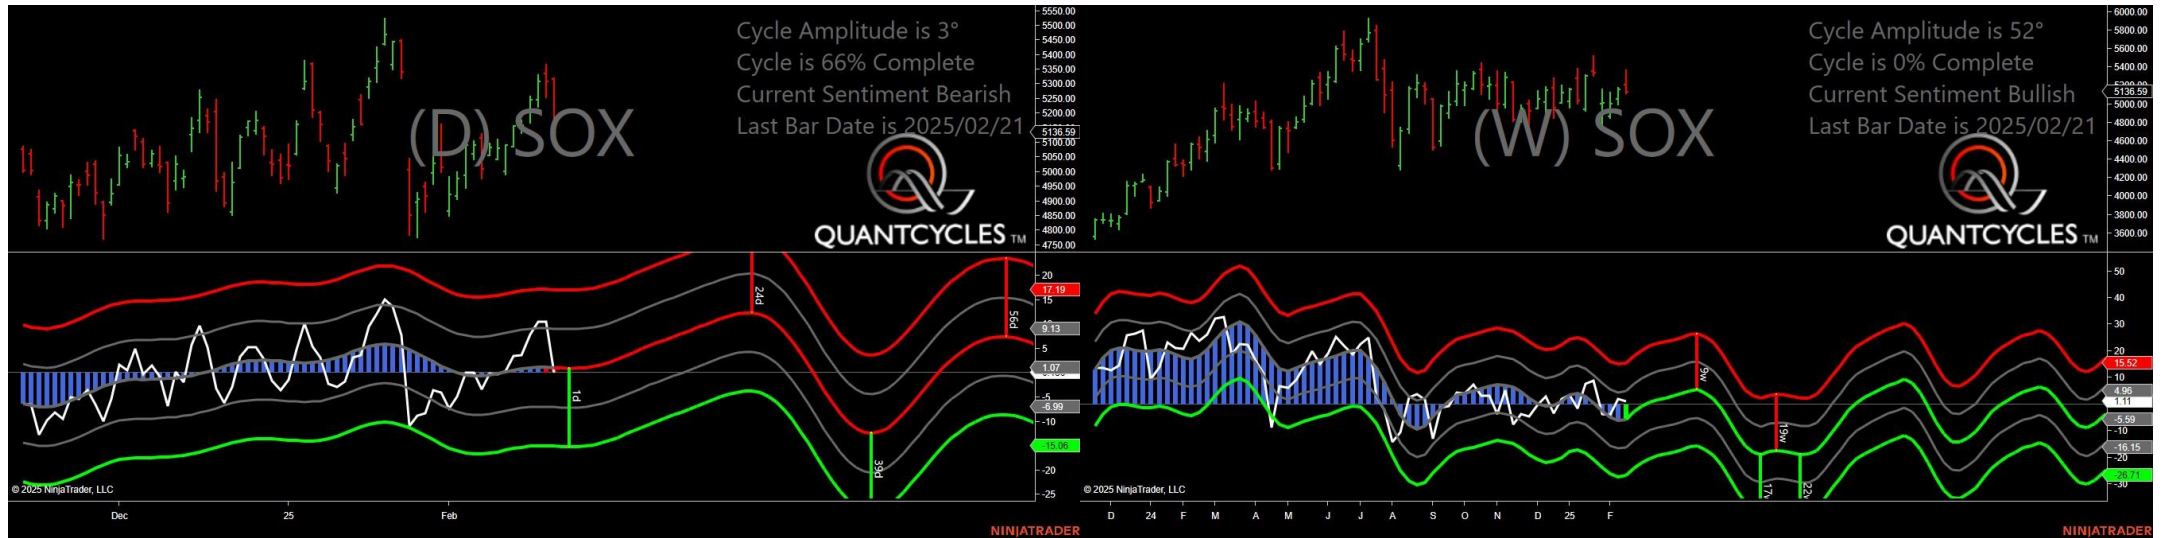 Cycle Amplitude is 3°
Cycle is 66% Complete
Current Sentiment Bearish
Last Bar Date is 2025/02/21
(D) SOX
QUANTCYCLES TM
5550.00
5500.00
5450.00
5400.00
5350.00
5300.00
5250.00
5200.00
5136.59
5100.00
5050.00
5000.00
4950.00
4900.00
4850.00
4800.00
4750.00
20
17.19
15
9.13
5
1.07
-5
-6.99
-10
-15.06
-20
-25
1d
24d
39d
56d
© 2025 NinjaTrader, LLC
Dec
25
Feb
NINJATRADER
Cycle Amplitude is 52°
Cycle is 0% Complete
Current Sentiment Bullish
Last Bar Date is 2025/02/21
(W) SOX
QUANTCYCLES TM
6000.00
5800.00
5600.00
5400.00
5136.59
5000.00
4800.00
4600.00
4400.00
4200.00
4000.00
3800.00
3600.00
50
40
30
20
15.52
10
4.96
1.11
-5.59
-10
-16.15
-20
-26.71
-30
9w
19w
© 2025 NinjaTrader, LLC
D
24
F
M
A
M
J
J
A
S
O
N
D
25
F
NINJATRADER